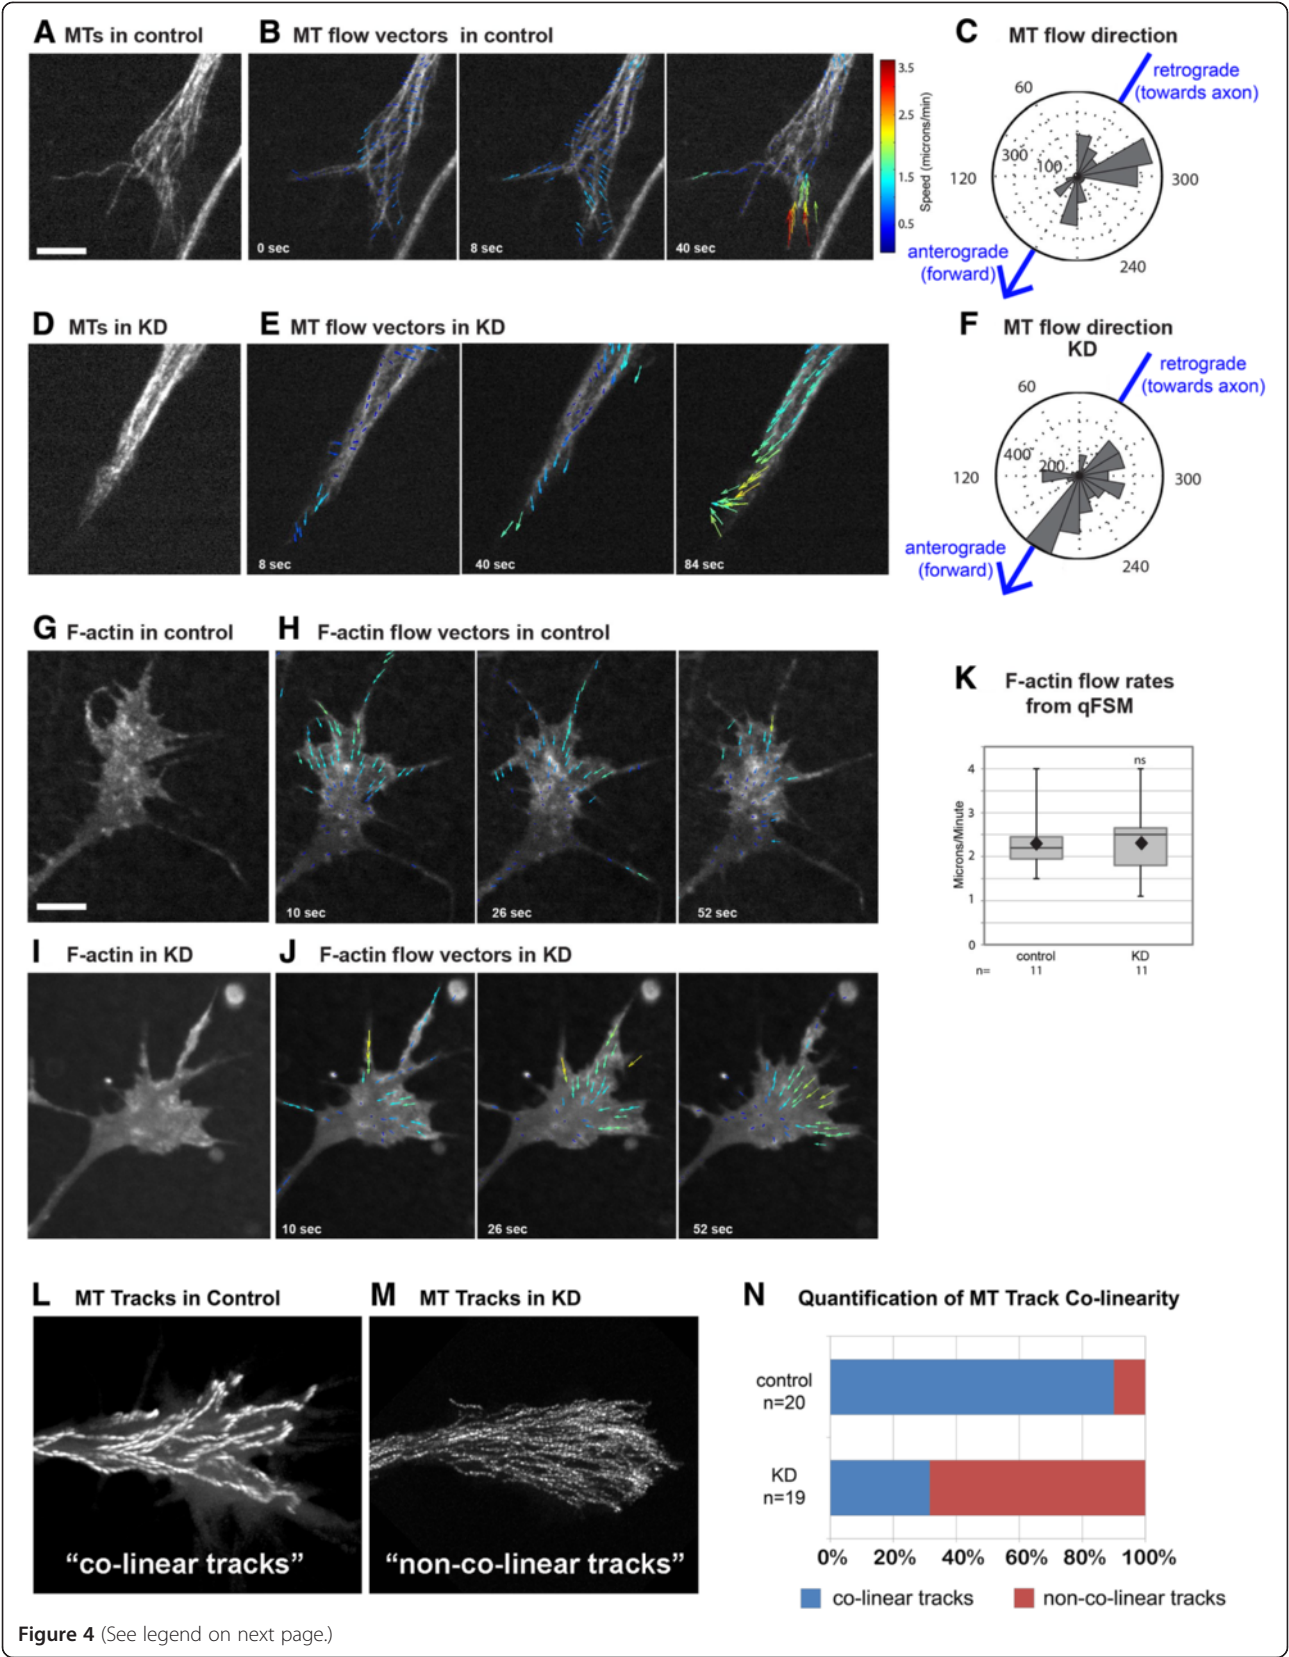 A MTs in control
B MT flow vectors in control
0 sec
8 sec
40 sec
3.5
2.5
1.5
0.5
Speed (microns/min)
C MT flow direction
retrograde
(towards axon)
60
300
100
120
300
anterograde
(forward)
240
D MTs in KD
E MT flow vectors in KD
8 sec
40 sec
84 sec
F MT flow direction
KD
retrograde
(towards axon)
60
400
200
120
300
anterograde
(forward)
240
G F-actin in control
H F-actin flow vectors in control
10 sec
26 sec
52 sec
I F-actin in KD
J F-actin flow vectors in KD
10 sec
26 sec
52 sec
K F-actin flow rates
from qFSM
ns
4
3
2
1
0
Microns/Minute
control
KD
n=
11
11
L MT Tracks in Control
“co-linear tracks”
M MT Tracks in KD
“non-co-linear tracks”
N Quantification of MT Track Co-linearity
control
n=20
KD
n=19
0% 20% 40% 60% 80% 100%
co-linear tracks
non-co-linear tracks
Figure 4 (See legend on next page.)